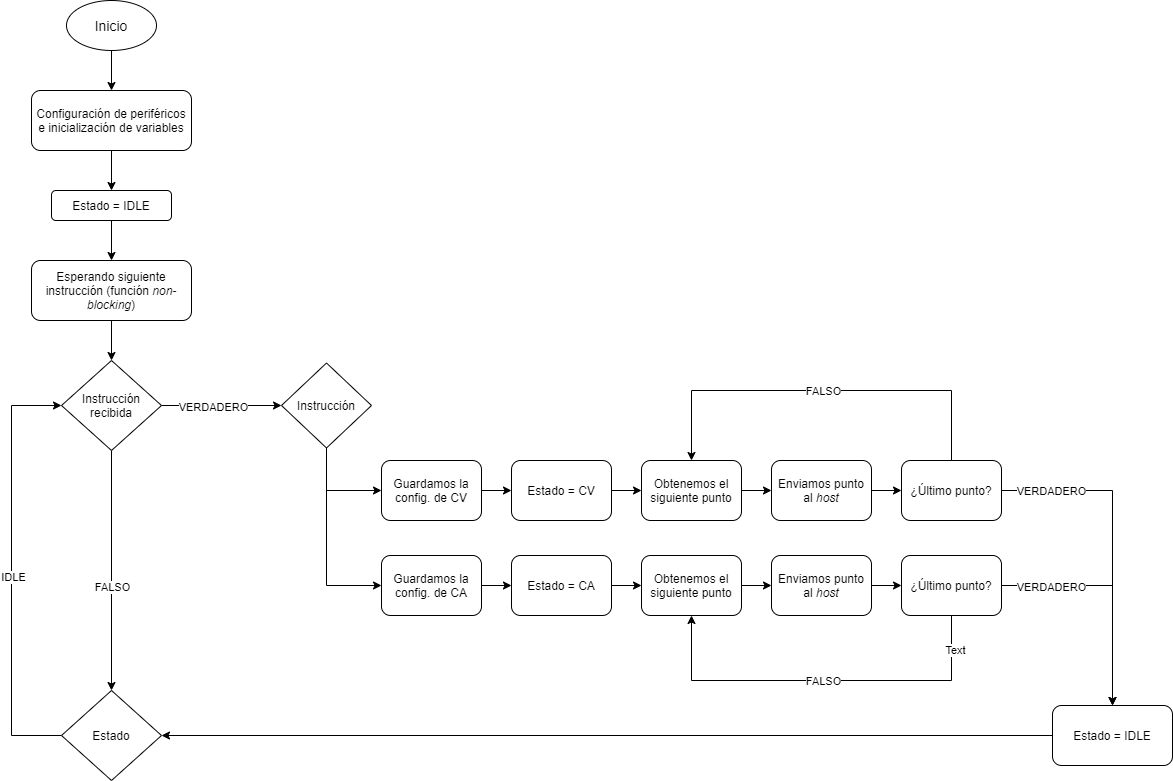 Inicio
Configuración de periféricos
e inicialización de variables
Estado = IDLE
Esperando siguiente
instrucción (función non-
blocking)
Instrucción
recibida
VERDADERO
Instrucción
FALSO
Guardamos la
config. de CV
Estado = CV
Obtenemos el
siguiente punto
Enviamos punto
al host
¿Último punto?
VERDADERO
Guardamos la
config. de CA
Estado = CA
Obtenemos el
siguiente punto
Enviamos punto
al host
¿Último punto?
VERDADERO
IDLE
FALSO
Text
FALSO
Estado
Estado = IDLE